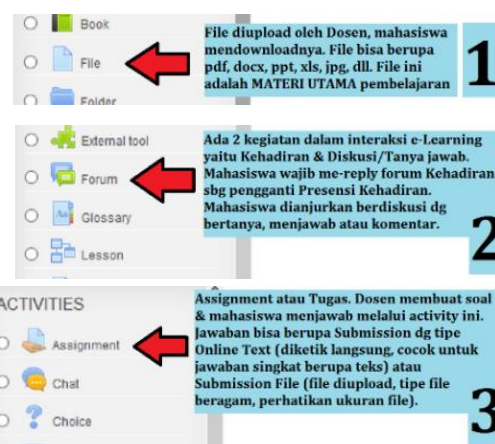 Book
File
Folder
File diupload oleh Dosen, mahasiswa
mendownloadnya. File bisa berupa
pdf, docx, ppt, xls, jpg, dll. File ini
adalah MATERI UTAMA pembelajaran
1
External tool
Forum
Glossary
Lesson
Ada 2 kegiatan dalam interaksi e-Learning
yaitu Kehadiran & Diskusi/Tanya jawab.
Mahasiswa wajib me-reply forum Kehadiran
sbg pengganti Presensi Kehadiran.
Mahasiswa dianjurkan berdiskusi dg
bertanya, menjawab atau komentar.
2
ACTIVITIES
Assignment
Chat
Choice
Assignment atau Tugas. Dosen membuat soal
& mahasiswa menjawab melalui activity ini.
Jawaban bisa berupa Submission dg tipe
Online Text (diketik langsung, cocok untuk
jawaban singkat berupa teks) atau
Submission File (file diupload, tipe file
beragam, perhatikan ukuran file).
3